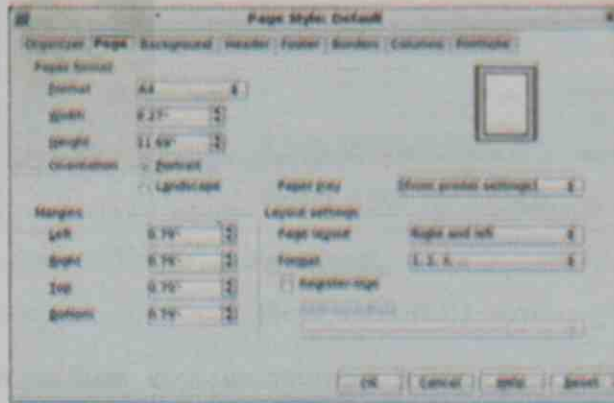 Page Style: Default
Organizer Page Background Header Footer Borders Columns Footnote
Paper format
Format A4
Width 8.27"
Height 11.69"
Orientation Portrait
Landscape
Paper tray [From printer settings]
Margins
Layout settings
Left 0.79"
Page layout Right and left
Right 0.79"
Format 1, 2, 3, ...
Top 0.79"
Register-true
Bottom 0.79"
OK Cancel Help Reset